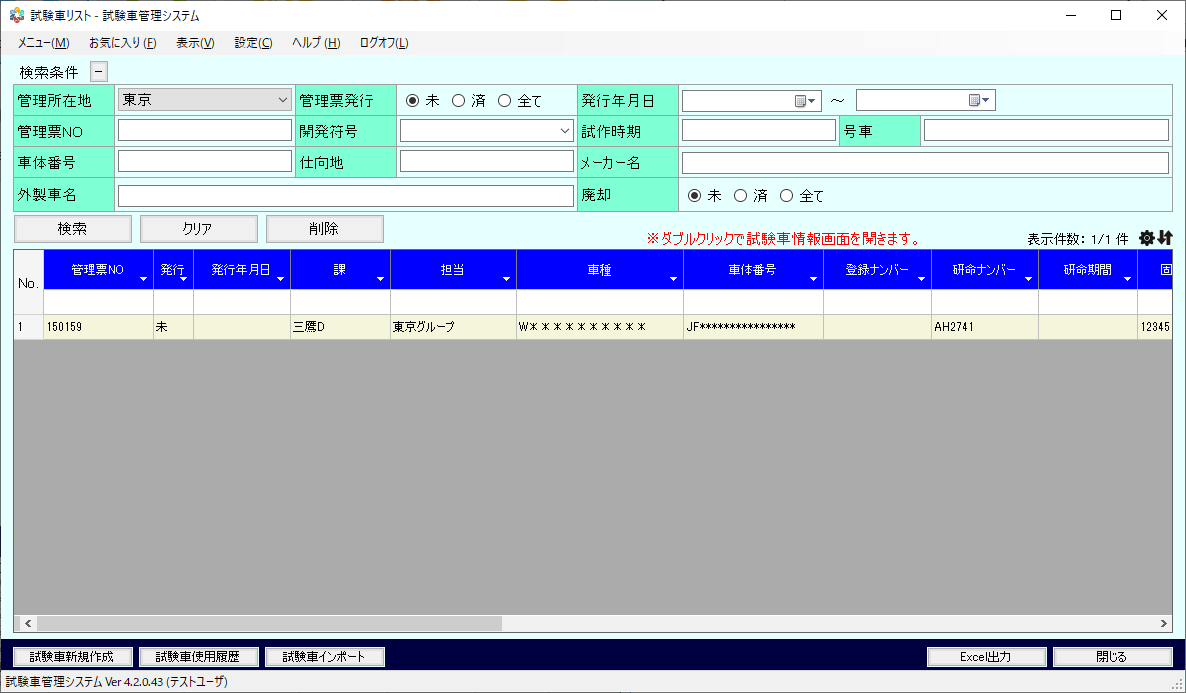 試験車リスト - 試験車管理システム
メニュー(M) お気に入り(F) 表示(V) 設定(C) ヘルプ(H) ログオフ(L)
検索条件 −
管理所在地 東京 管理票発行 未 済 全て 発行年月日 ～
管理票NO 開発符号 試作時期 号車
車体番号 仕向地 メーカー名
外製車名 廃却 未 済 全て
検索 クリア 削除 ※ダブルクリックで試験車情報画面を開きます。 表示件数: 1/1 件
No. 管理票NO 発行 発行年月日 課 担当 車種 車体番号 登録ナンバー 研命ナンバー 研命期間 固
1 150159 未 三鷹D 東京グループ W＊＊＊＊＊＊＊＊＊＊ JF**************** AH2741 12345
試験車新規作成 試験車使用履歴 試験車インポート Excel出力 閉じる
試験車管理システム Ver 4.2.0.43 (テストユーザ)